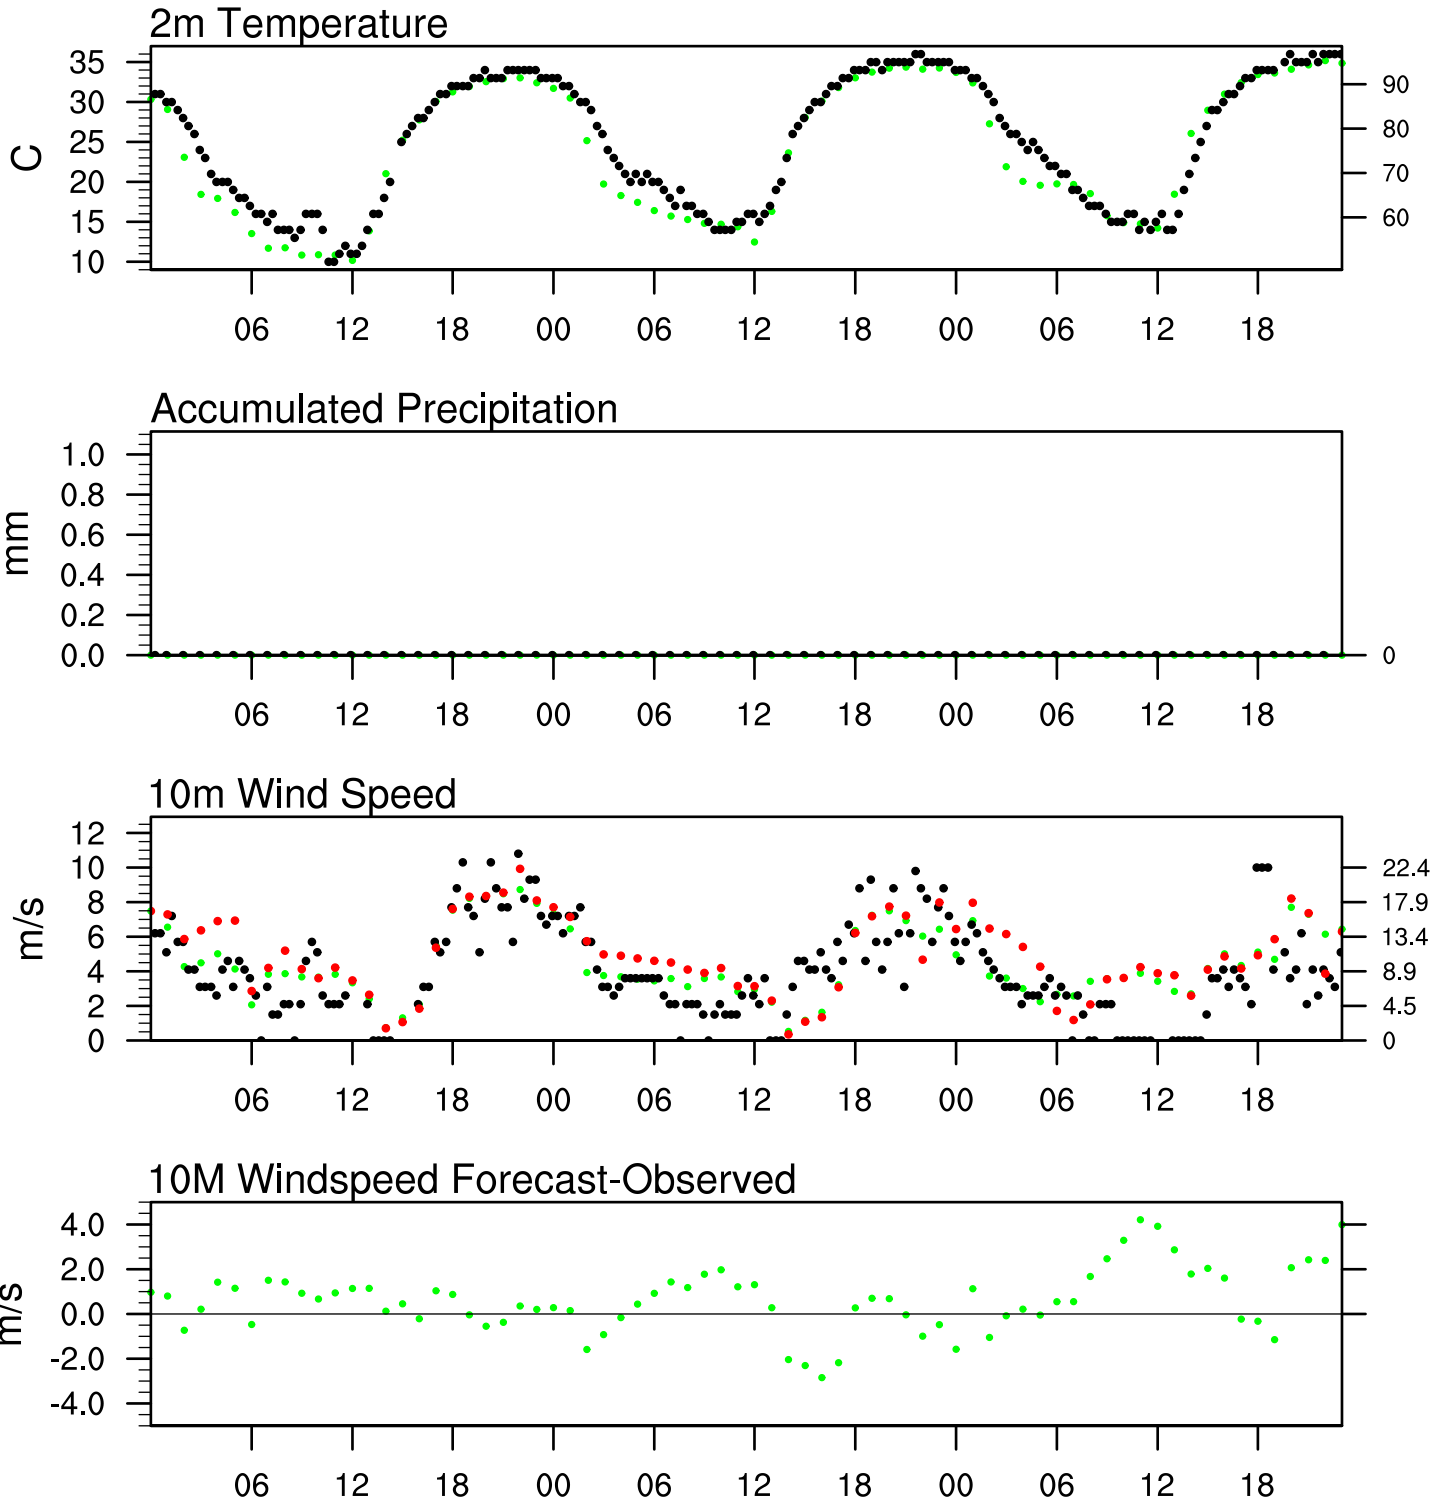 2m Temperature
35
30
25
20
15
10
C
90
80
70
60
06 12 18 00 06 12 18 00 06 12 18
Accumulated Precipitation
1.0
0.8
0.6
0.4
0.2
0.0
mm
0
06 12 18 00 06 12 18 00 06 12 18
10m Wind Speed
12
10
8
6
4
2
0
m/s
22.4
17.9
13.4
8.9
4.5
0
06 12 18 00 06 12 18 00 06 12 18
10M Windspeed Forecast-Observed
4.0
2.0
0.0
-2.0
-4.0
m/s
06 12 18 00 06 12 18 00 06 12 18